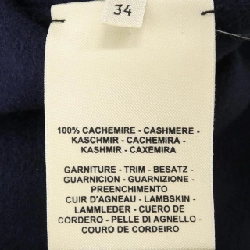 34
100% CACHEMIRE - CASHMERE -
KASCHMIR - CACHEMIRA -
KASHMIR - CAXEMIRA
GARNITURE - TRIM - BESATZ -
GUARNICION - GUARNIZIONE -
PREENCHIMENTO
CUIR D'AGNEAU - LAMBSKIN -
LAMMLEDER - CUERO DE
CORDERO - PELLE DI AGNELLO -
COURO DE CORDEIRO